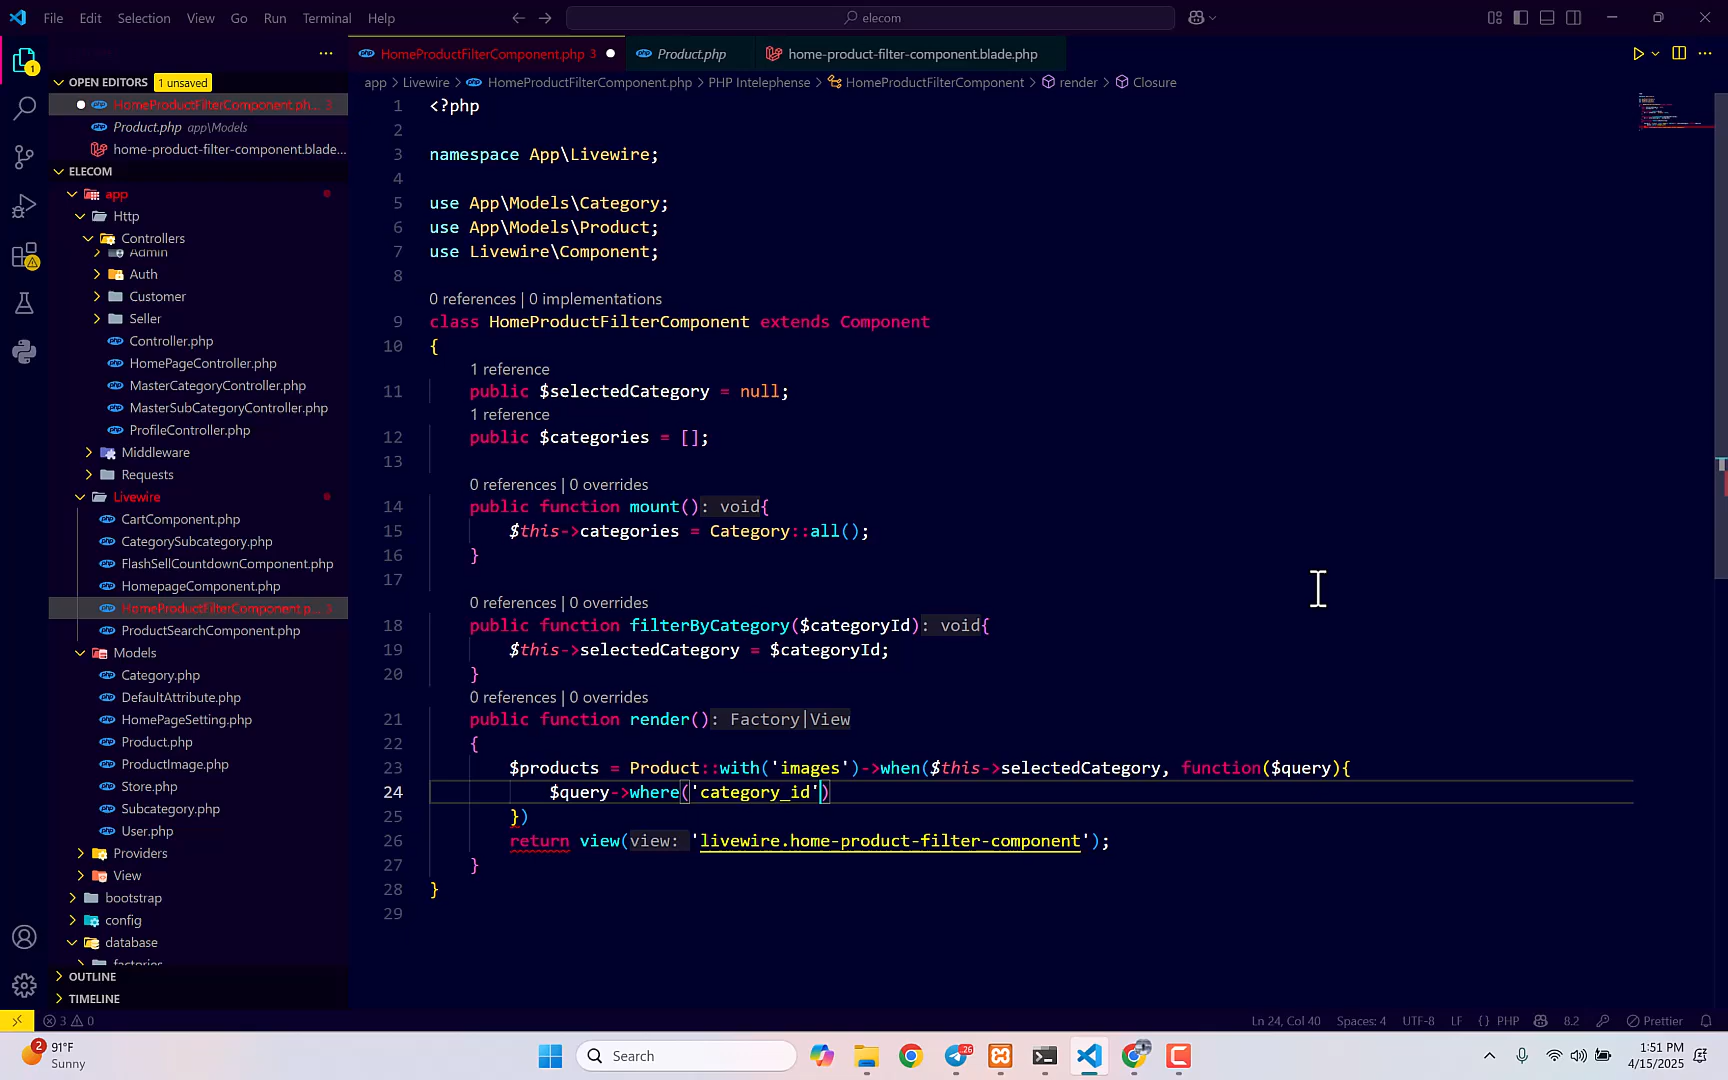 File Edit Selection View Go Run Terminal Help
elecom
OPEN EDITORS 1 unsaved
HomeProductFilterComponent.ph... 3
Product.php app\Models
home-product-filter-component.blade...
ELECOM
app
Http
Controllers
Admin
Auth
Customer
Seller
Controller.php
HomePageController.php
MasterCategoryController.php
MasterSubCategoryController.php
ProfileController.php
Middleware
Requests
Livewire
CartComponent.php
CategorySubcategory.php
FlashSellCountdownComponent.php
HomepageComponent.php
HomeProductFilterComponent.p... 3
ProductSearchComponent.php
Models
Category.php
DefaultAttribute.php
HomePageSetting.php
Product.php
ProductImage.php
Store.php
Subcategory.php
User.php
Providers
View
bootstrap
config
database
factories
OUTLINE
TIMELINE
HomeProductFilterComponent.php 3 Product.php home-product-filter-component.blade.php
app > Livewire > HomeProductFilterComponent.php > PHP Intelephense > HomeProductFilterComponent > render > Closure
1 <?php
2
3 namespace App\Livewire;
4
5 use App\Models\Category;
6 use App\Models\Product;
7 use Livewire\Component;
8
0 references | 0 implementations
9 class HomeProductFilterComponent extends Component
10 {
1 reference
11 public $selectedCategory = null;
1 reference
12 public $categories = [];
13
0 references | 0 overrides
14 public function mount(): void{
15 $this->categories = Category::all();
16 }
17
0 references | 0 overrides
18 public function filterByCategory($categoryId): void{
19 $this->selectedCategory = $categoryId;
20 }
0 references | 0 overrides
21 public function render(): Factory|View
22 {
23 $products = Product::with('images')->when($this->selectedCategory, function($query){
24 $query->where('category_id')
25 })
26 return view(view: 'livewire.home-product-filter-component');
27 }
28 }
29
3 0 Ln 24, Col 40 Spaces: 4 UTF-8 LF {} PHP 8.2 Prettier
2 91°F
Sunny
Search
26
1:51 PM
4/15/2025